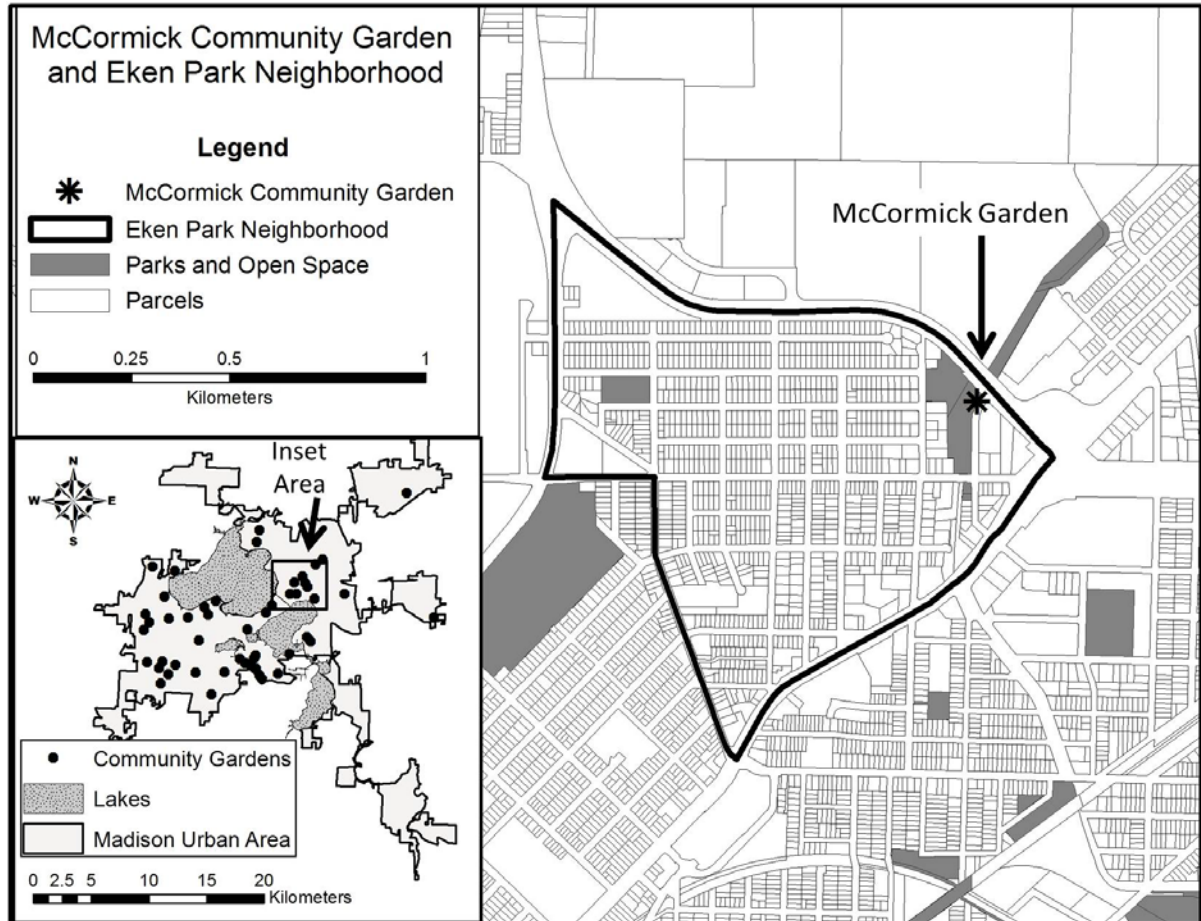 McCormick Community Garden
and Eken Park Neighborhood
Legend
McCormick Community Garden
Eken Park Neighborhood
Parks and Open Space
Parcels
0 0.25 0.5 1
Kilometers
McCormick Garden
Inset
Area
N
W E
S
Community Gardens
Lakes
Madison Urban Area
0 2.5 5 10 15 20
Kilometers